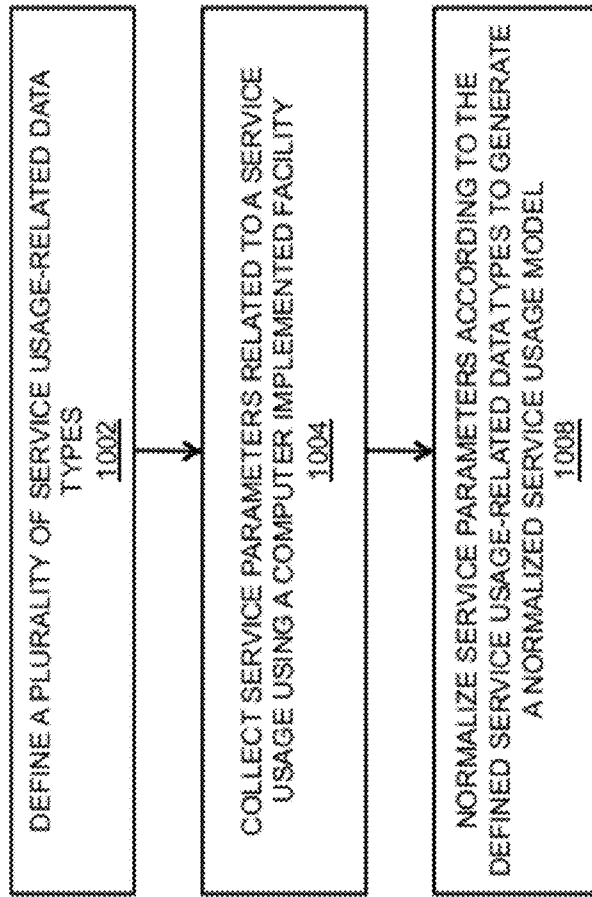 DEFINE A PLURALITY OF SERVICE USAGE-RELATED DATA
TYPES
1002
COLLECT SERVICE PARAMETERS RELATED TO A SERVICE
USAGE USING A COMPUTER IMPLEMENTED FACILITY
1004
NORMALIZE SERVICE PARAMETERS ACCORDING TO THE
DEFINED SERVICE USAGE-RELATED DATA TYPES TO GENERATE
A NORMALIZED SERVICE USAGE MODEL
1008